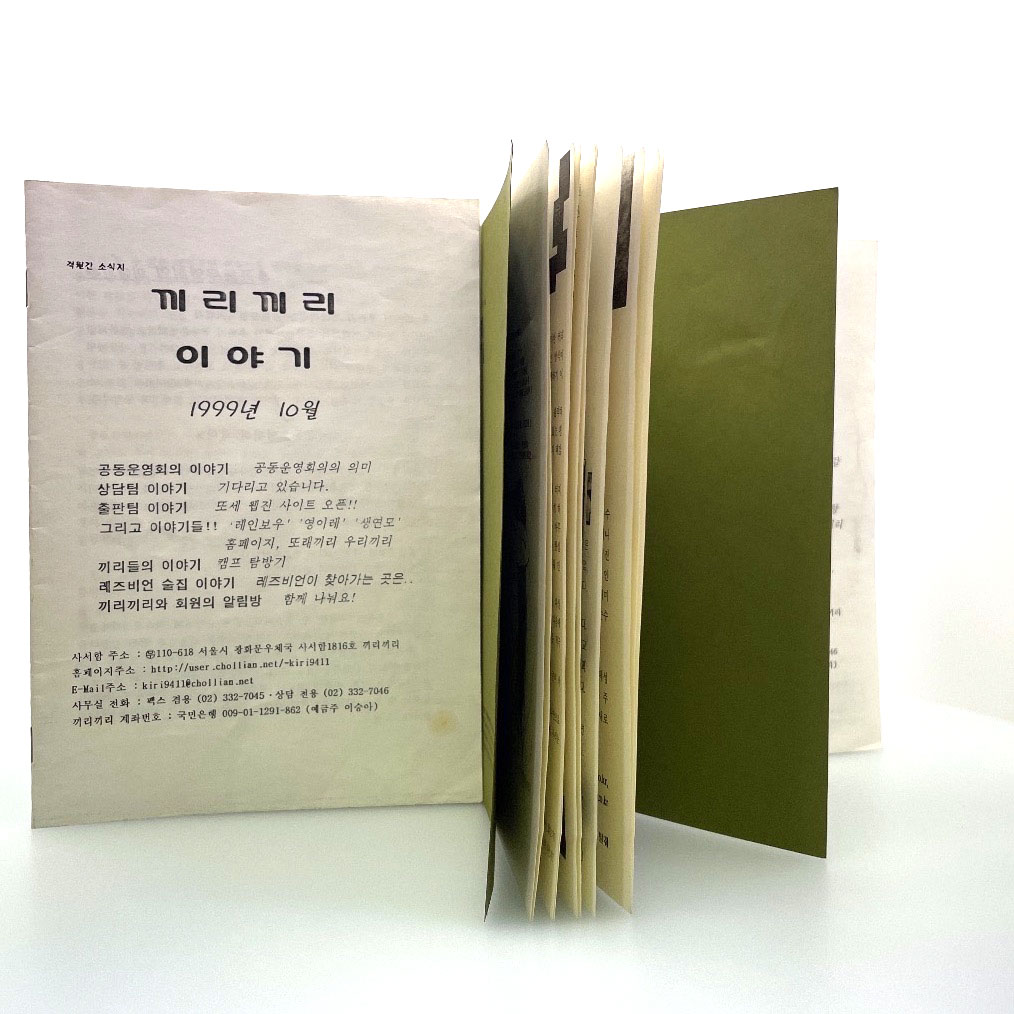 격월간 소식지
끼리끼리
이야기
1999년 10월
공동운영회의 이야기 공동운영회의의 의미
상담팀 이야기 기다리고 있습니다.
출판팀 이야기 또세 웹진 사이트 오픈!!
그리고 이야기들!! '레인보우' '영이레' '생연모'
홈페이지, 또래끼리 우리끼리
끼리들의 이야기 캠프 탐방기
레즈비언 술집 이야기 레즈비언이 찾아가는 곳은..
끼리끼리와 회원의 알림방 함께 나눠요!
사서함 주소 : ㉾110-618 서울시 광화문우체국 사서함1816호 끼리끼리
홈페이지주소 : http://user.chollian.net/~kiri9411
E-Mail주소 : kiri9411@chollian.net
사무실 전화 : 팩스 겸용 (02) 332-7045·상담 전용 (02) 332-7046
끼리끼리 계좌번호 : 국민은행 009-01-1291-862 (예금주 이승아)